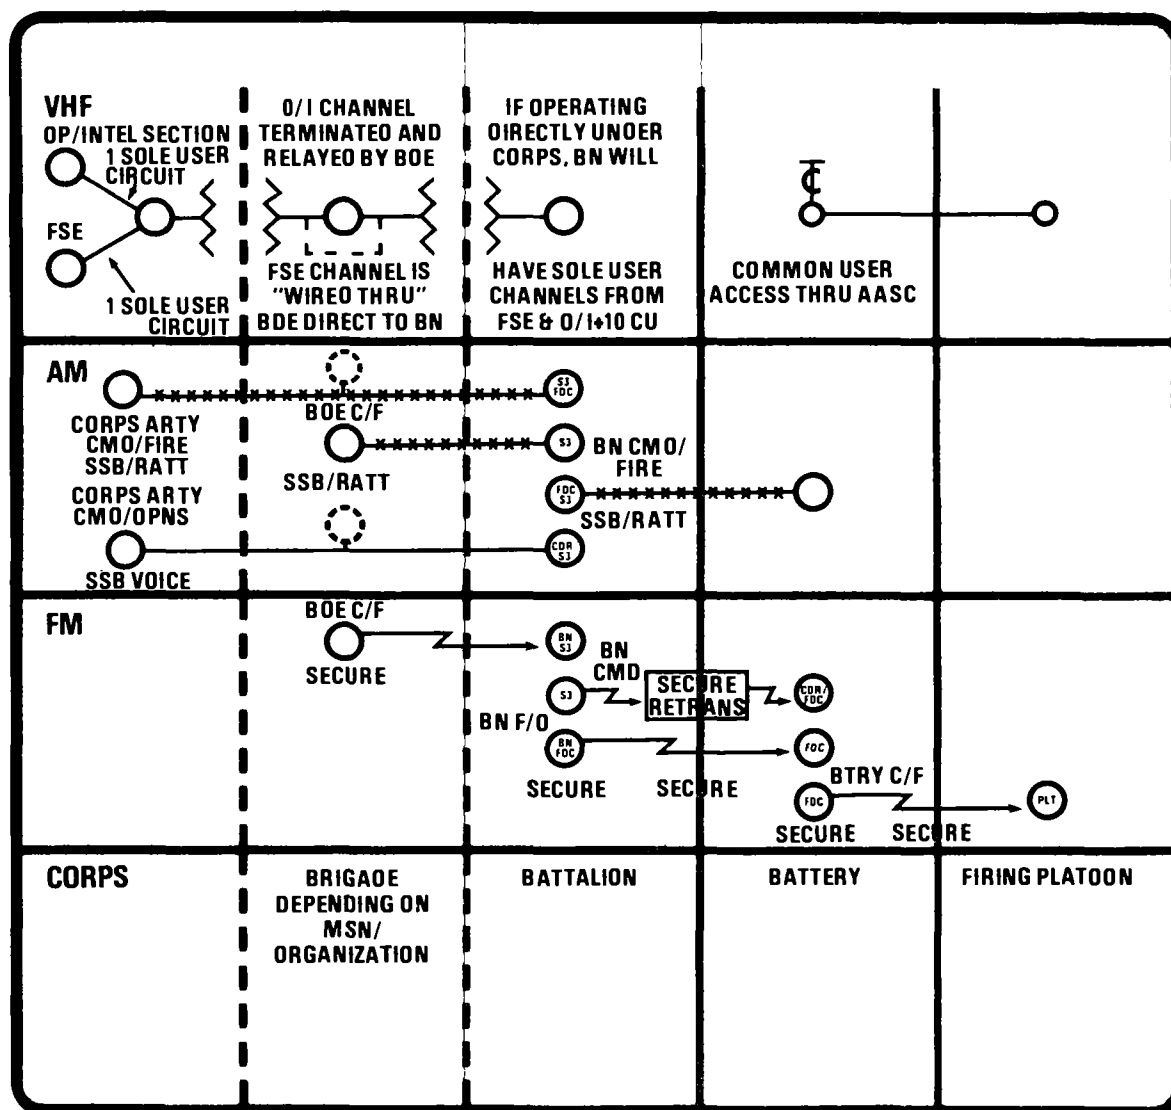 VHF
OP/INTEL SECTION
1 SOLE USER
CIRCUIT
FSE
1 SOLE USER
CIRCUIT
O/I CHANNEL
TERMINATED AND
RELAYED BY BOE
FSE CHANNEL IS
"WIREO THRU"
BDE DIRECT TO BN
IF OPERATING
OIRECTLY UNDER
CORPS, BN WILL
HAVE SOLE USER
CHANNELS FROM
FSE & O/I+10 CU
COMMON USER
ACCESS THRU AASC
AM
CORPS ARTY
CMO/FIRE
SSB/RATT
CORPS ARTY
CMO/OPNS
SSB VOICE
BOE C/F
SSB/RATT
S3
FDC
S3
BN CMO/
FIRE
FDC
S3
SSB/RATT
CDR
S3
FM
BOE C/F
SECURE
BN
S3
BN
CMD
S3
SECURE
RETRANS
CDR/
FDC
BN F/O
BN
FDC
FDC
SECURE
SECURE
BTRY C/F
FDC
PLT
SECURE
SECURE
CORPS
BRIGAOE
DEPENDING ON
MSN/
ORGANIZATION
BATTALION
BATTERY
FIRING PLATOON